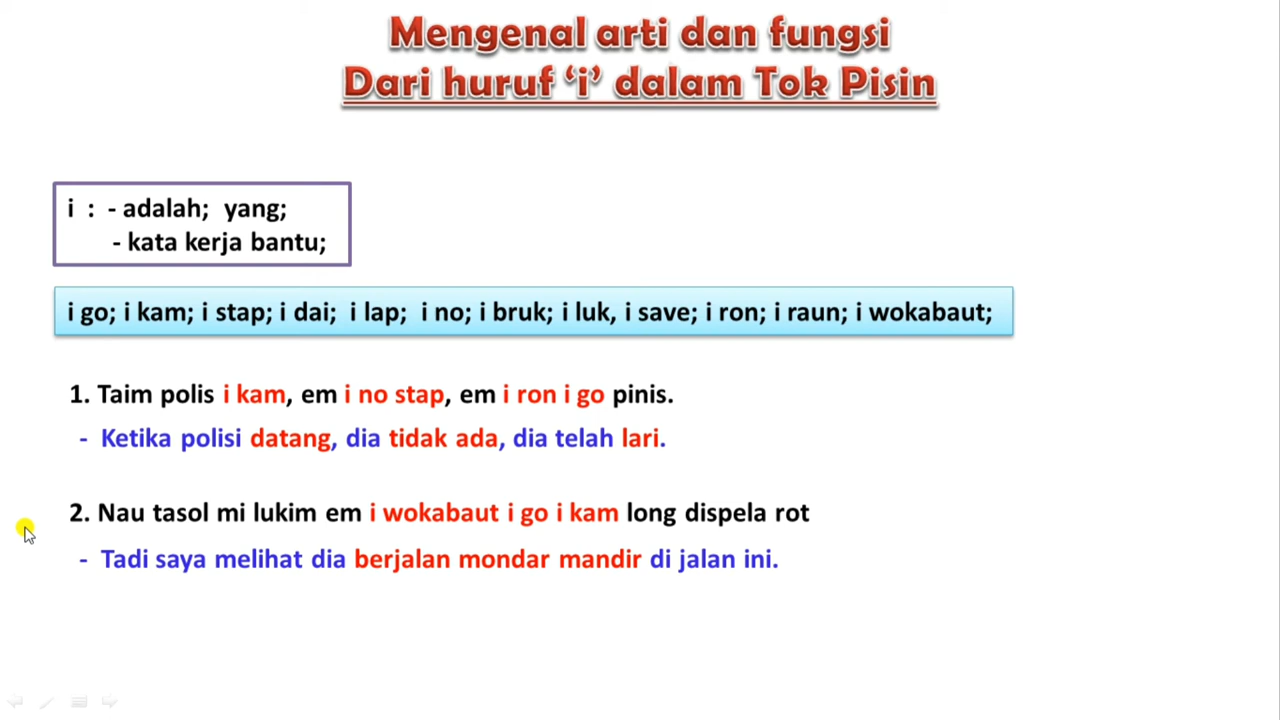 Mengenal arti dan fungsi
Dari huruf ‘i’ dalam Tok Pisin
i : - adalah; yang;
- kata kerja bantu;
i go; i kam; i stap; i dai; i lap; i no; i bruk; i luk, i save; i ron; i raun; i wokabaut;
1. Taim polis i kam, em i no stap, em i ron i go pinis.
- Ketika polisi datang, dia tidak ada, dia telah lari.
2. Nau tasol mi lukim em i wokabaut i go i kam long dispela rot
- Tadi saya melihat dia berjalan mondar mandir di jalan ini.